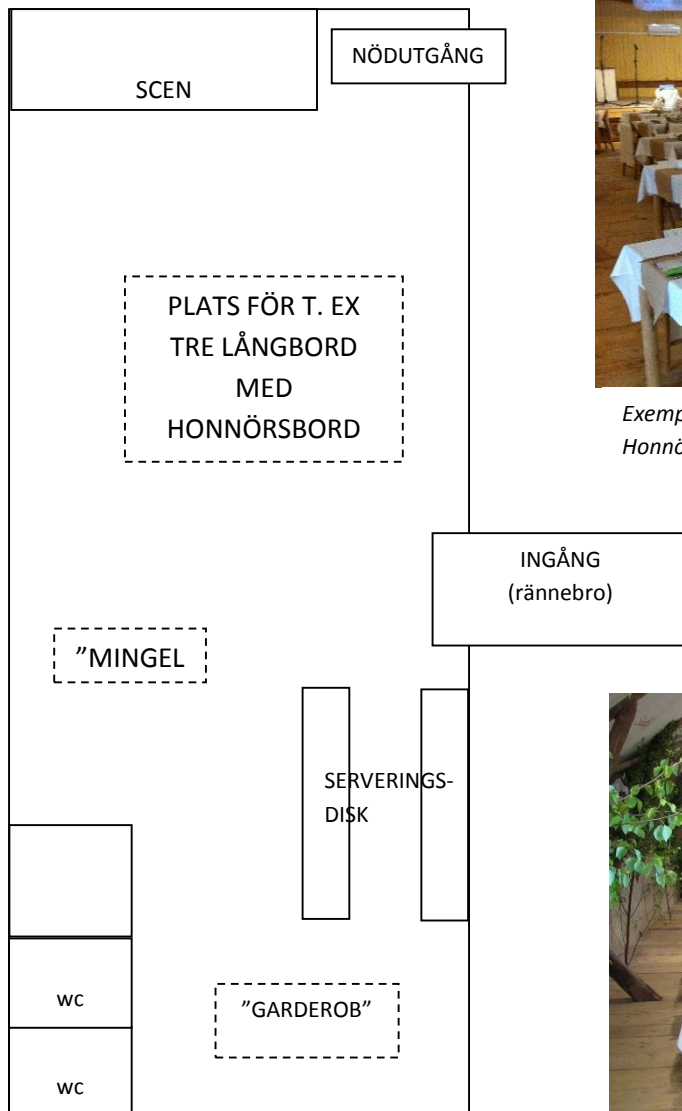 SCEN
NÖDUTGÅNG
PLATS FÖR T. EX
TRE LÅNGBORD
MED
HONNÖRSBORD
Exemp
Honnö
INGÅNG
(rännebro)
”MINGEL
SERVERINGS-
DISK
wc
”GARDEROB”
wc